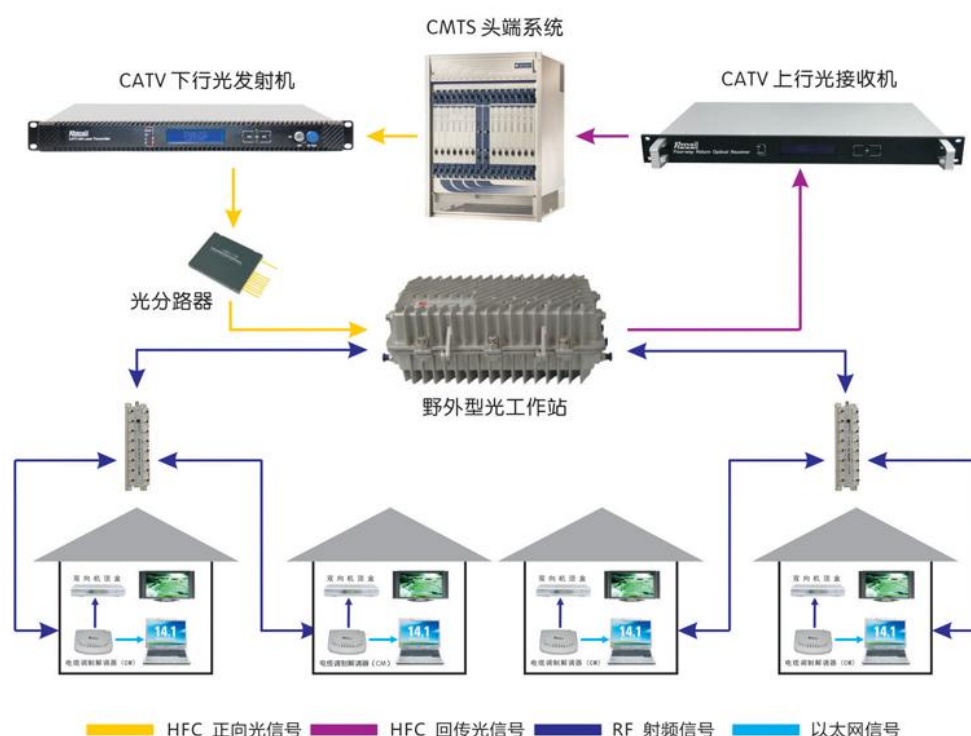 CMTS 头端系统
CATV 下行光发射机
CATV 上行光接收机
光分路器
野外型光工作站
双向机顶盒
14.1
电缆调制解调器(CM)
双向机顶盒
14.1
电缆调制解调器(CM)
双向机顶盒
14.1
电缆调制解调器(CM)
双向机顶盒
14.1
电缆调制解调器(CM)
HFC 正向光信号
HFC 回传光信号
RF 射频信号
以太网信号